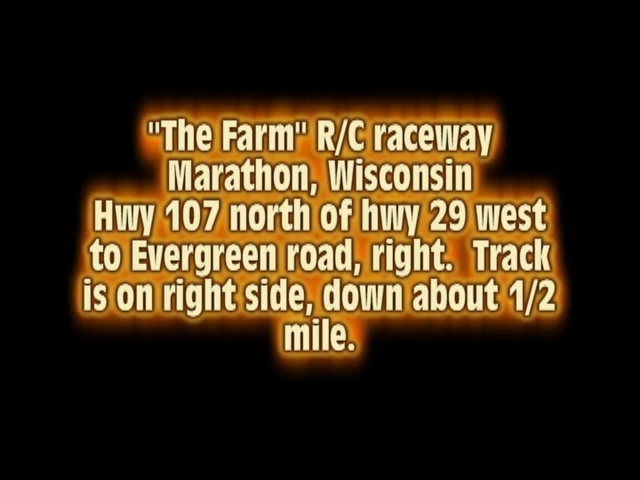 "The Farm" R/C raceway
Marathon, Wisconsin
Hwy 107 north of hwy 29 west
to Evergreen road, right.  Track
is on right side, down about 1/2
mile.